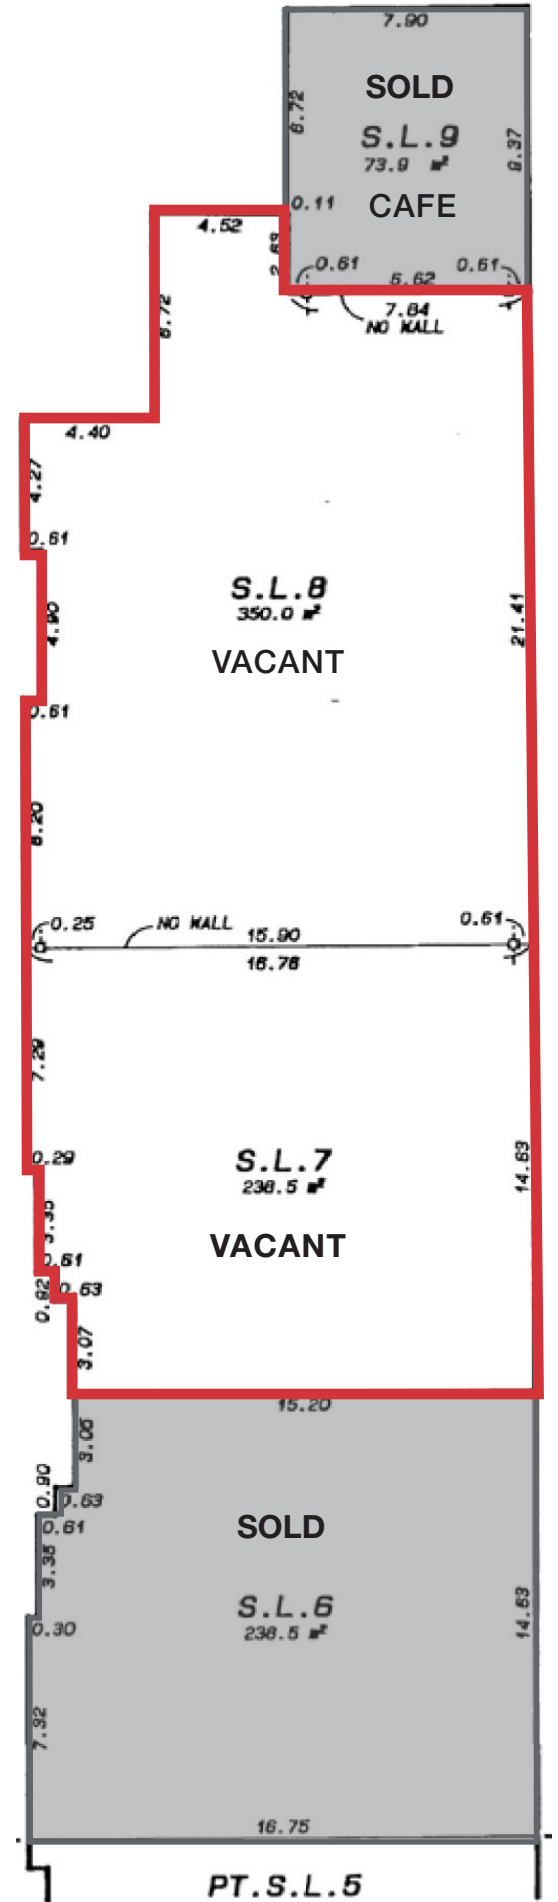 7.90
SOLD
6.72
S.L.9
9.37
73.9 m²
0.11
CAFE
4.52
2.63
0.61
0.61
6.62
7.84
NO WALL
6.72
4.40
4.27
0.61
S.L.8
350.0 m²
4.90
21.41
VACANT
0.61
8.20
0.25
NO WALL
15.90
0.61
16.76
7.29
S.L.7
0.29
238.5 m²
14.63
3.35
VACANT
0.61
0.82
0.63
3.07
15.20
3.05
0.90
0.63
0.61
SOLD
3.35
S.L.6
0.30
238.5 m²
14.63
7.92
16.75
PT.S.L.5